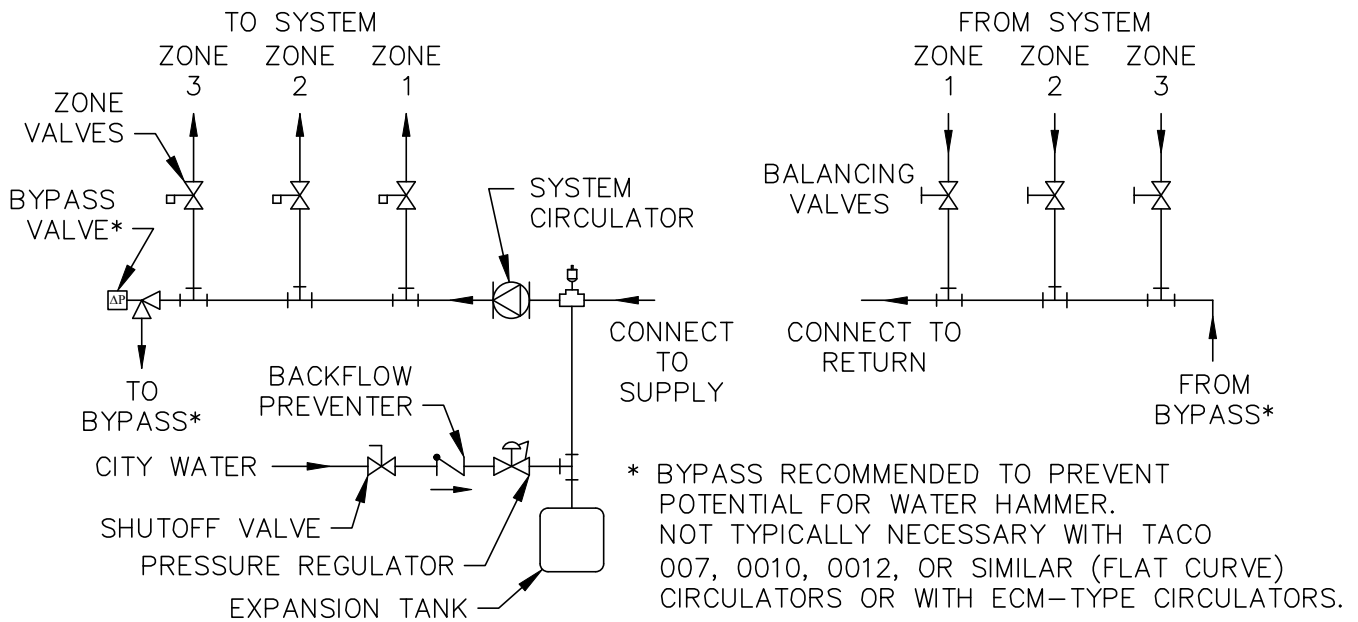 TO SYSTEM
ZONE
3
ZONE
2
ZONE
1
ZONE
VALVES
BYPASS
VALVE*
ΔP
SYSTEM
CIRCULATOR
TO
BYPASS*
CONNECT
TO
SUPPLY
BACKFLOW
PREVENTER
CITY WATER
SHUTOFF VALVE
PRESSURE REGULATOR
EXPANSION TANK
FROM SYSTEM
ZONE
1
ZONE
2
ZONE
3
BALANCING
VALVES
CONNECT TO
RETURN
FROM
BYPASS*
* BYPASS RECOMMENDED TO PREVENT
POTENTIAL FOR WATER HAMMER.
NOT TYPICALLY NECESSARY WITH TACO
007, 0010, 0012, OR SIMILAR (FLAT CURVE)
CIRCULATORS OR WITH ECM-TYPE CIRCULATORS.